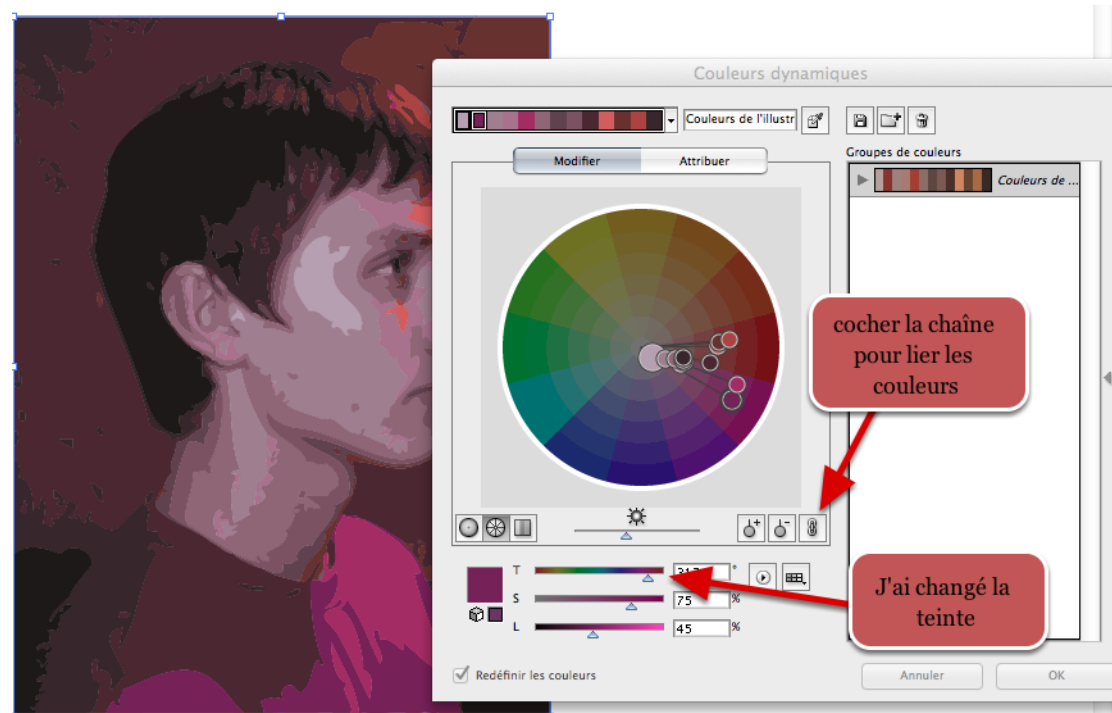 Couleurs dynamiques
Couleurs de l'illustr
Modifier
Attribuer
Groupes de couleurs
Couleurs de ...
cocher la chaîne
pour lier les
couleurs
T
°
S
75
%
L
45
%
J'ai changé la
teinte
Redéfinir les couleurs
Annuler
OK